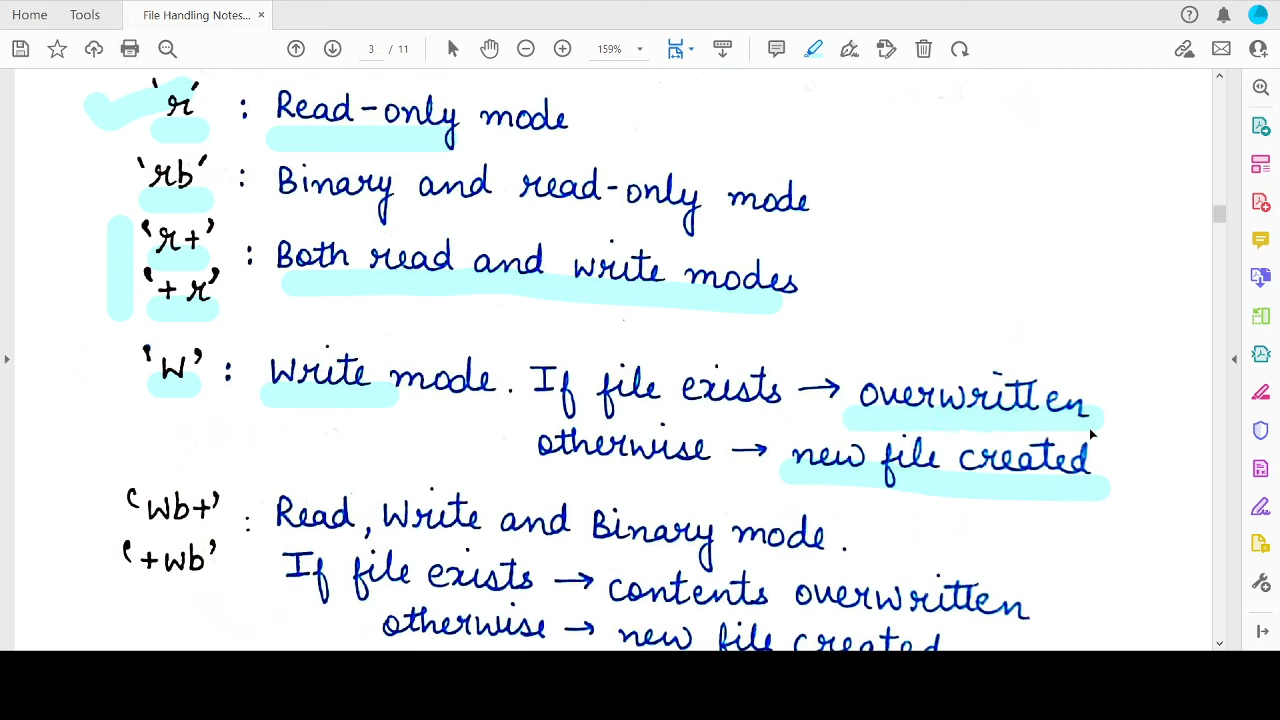 Home Tools File Handling Notes... ×
3 / 11 159%
'r' : Read-only mode
'rb' : Binary and read-only mode
'r+'
'+r' : Both read and write modes
'w' : Write mode. If file exists → overwritten
otherwise → new file created
'wb+'
'+wb' : Read, Write and Binary mode.
If file exists → contents overwritten
otherwise → new file created